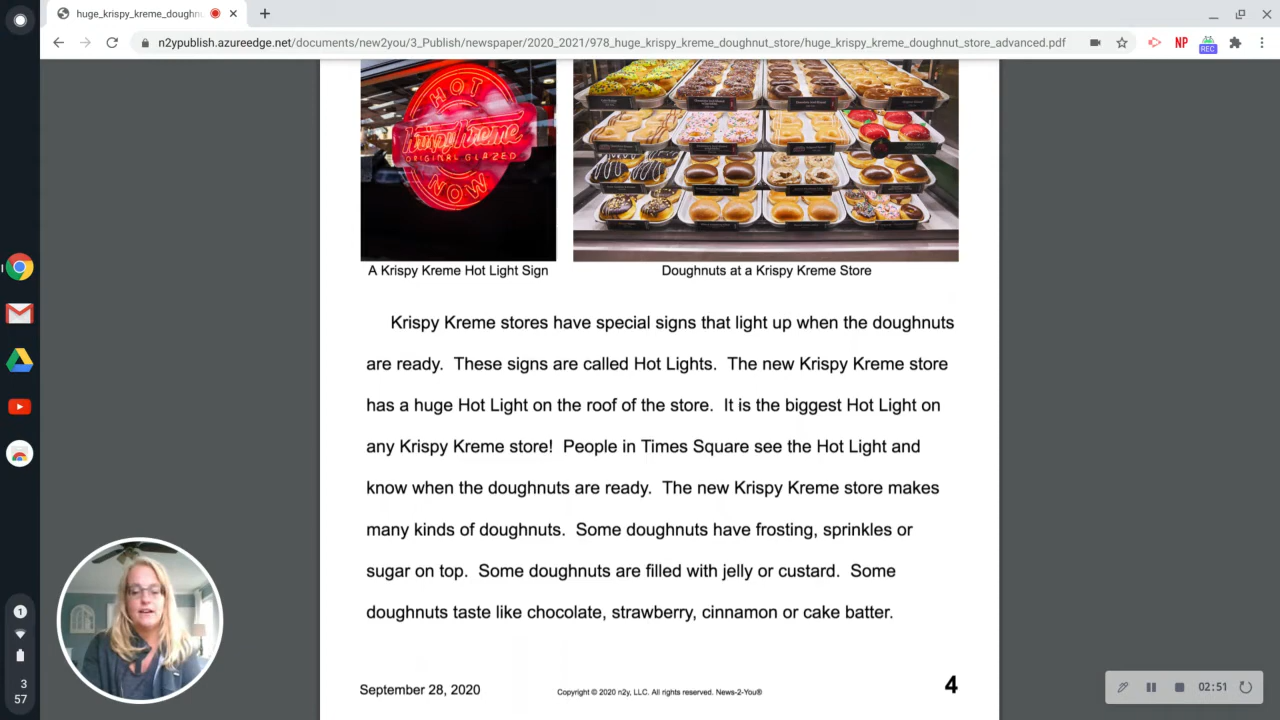 huge_krispy_kreme_doughn
n2ypublish.azureedge.net/documents/new2you/3_Publish/newspaper/2020_2021/978_huge_krispy_kreme_doughnut_store/huge_krispy_kreme_doughnut_store_advanced.pdf
NP
REC
HOT
Krispy Kreme
ORIGINAL GLAZED
NOW
A Krispy Kreme Hot Light Sign
Doughnuts at a Krispy Kreme Store
Krispy Kreme stores have special signs that light up when the doughnuts
are ready. These signs are called Hot Lights. The new Krispy Kreme store
has a huge Hot Light on the roof of the store. It is the biggest Hot Light on
any Krispy Kreme store! People in Times Square see the Hot Light and
know when the doughnuts are ready. The new Krispy Kreme store makes
many kinds of doughnuts. Some doughnuts have frosting, sprinkles or
sugar on top. Some doughnuts are filled with jelly or custard. Some
doughnuts taste like chocolate, strawberry, cinnamon or cake batter.
September 28, 2020
Copyright © 2020 n2y, LLC. All rights reserved. News-2-You®
4
1
3
57
02:51